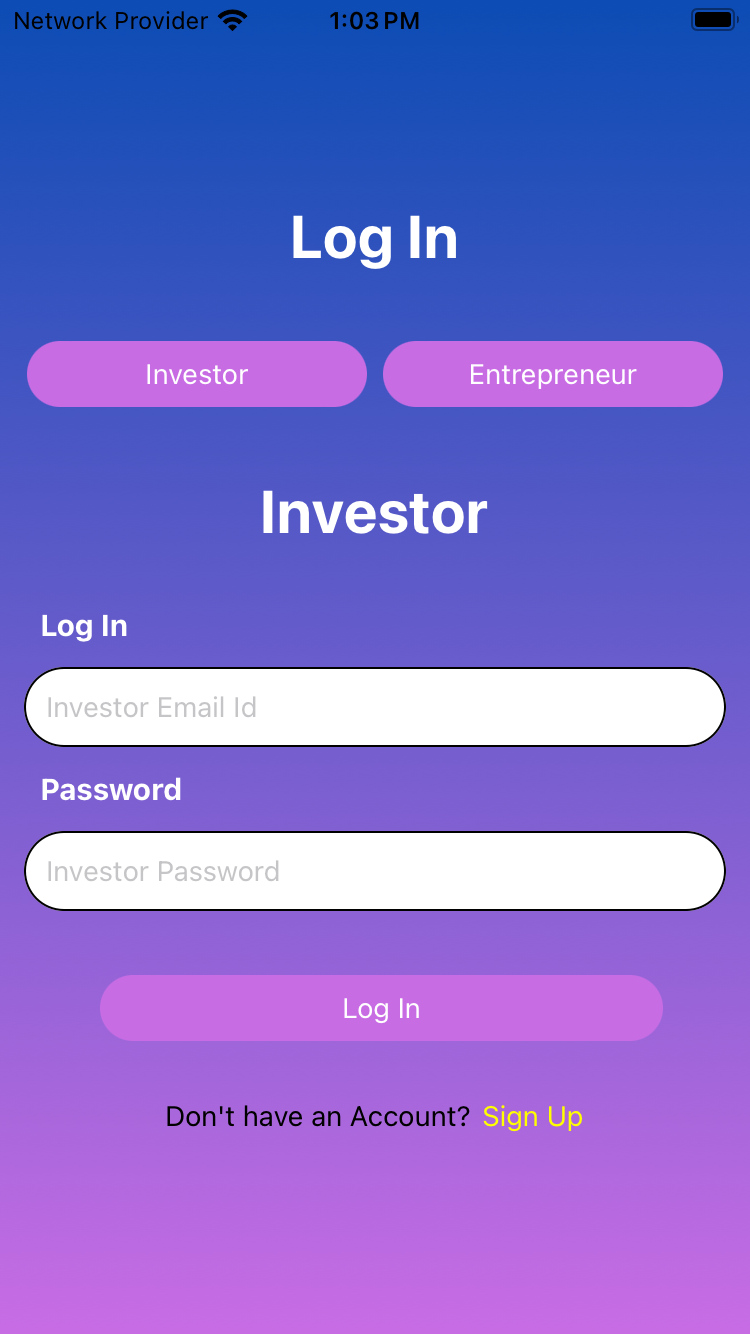 Network Provider 1:03 PM
Log In
Investor Entrepreneur
Investor
Log In
Investor Email Id
Password
Investor Password
Log In
Don't have an Account? Sign Up